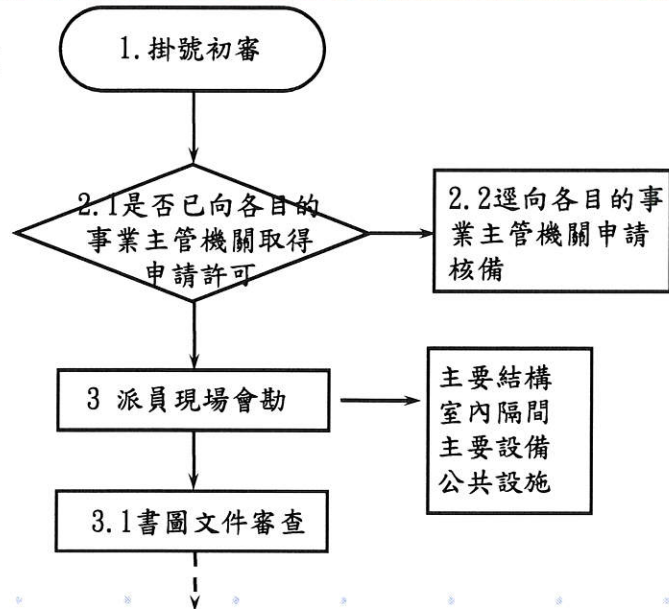 1.掛號初審
2.1是否已向各目的
事業主管機關取得
申請許可
2.2逕向各目的事
業主管機關申請
核備
3 派員現場會勘
主要結構
室內隔間
主要設備
公共設施
3.1書圖文件審查